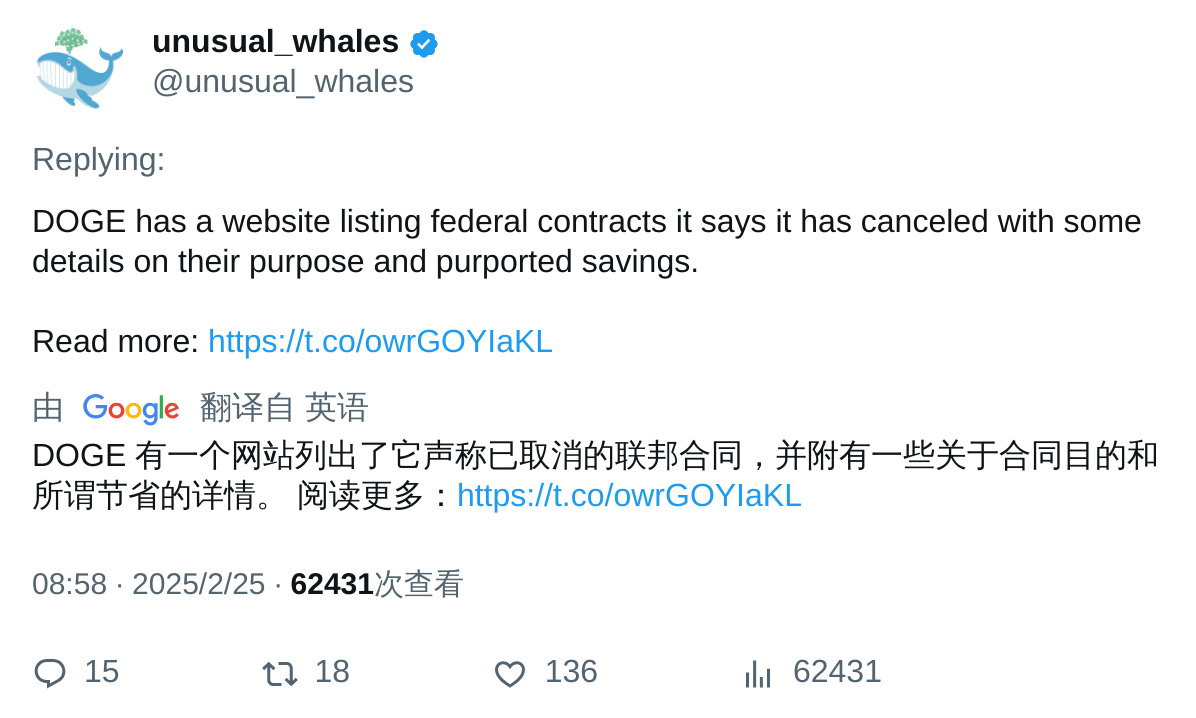 unusual_whales
@unusual_whales
Replying:
DOGE has a website listing federal contracts it says it has canceled with some
details on their purpose and purported savings.
Read more: https://t.co/owrGOYIaKL
由 Google 翻译自 英语
DOGE 有一个网站列出了它声称已取消的联邦合同，并附有一些关于合同目的和
所谓节省的详情。 阅读更多：https://t.co/owrGOYIaKL
08:58 · 2025/2/25 · 62431次查看
15 18 136 62431